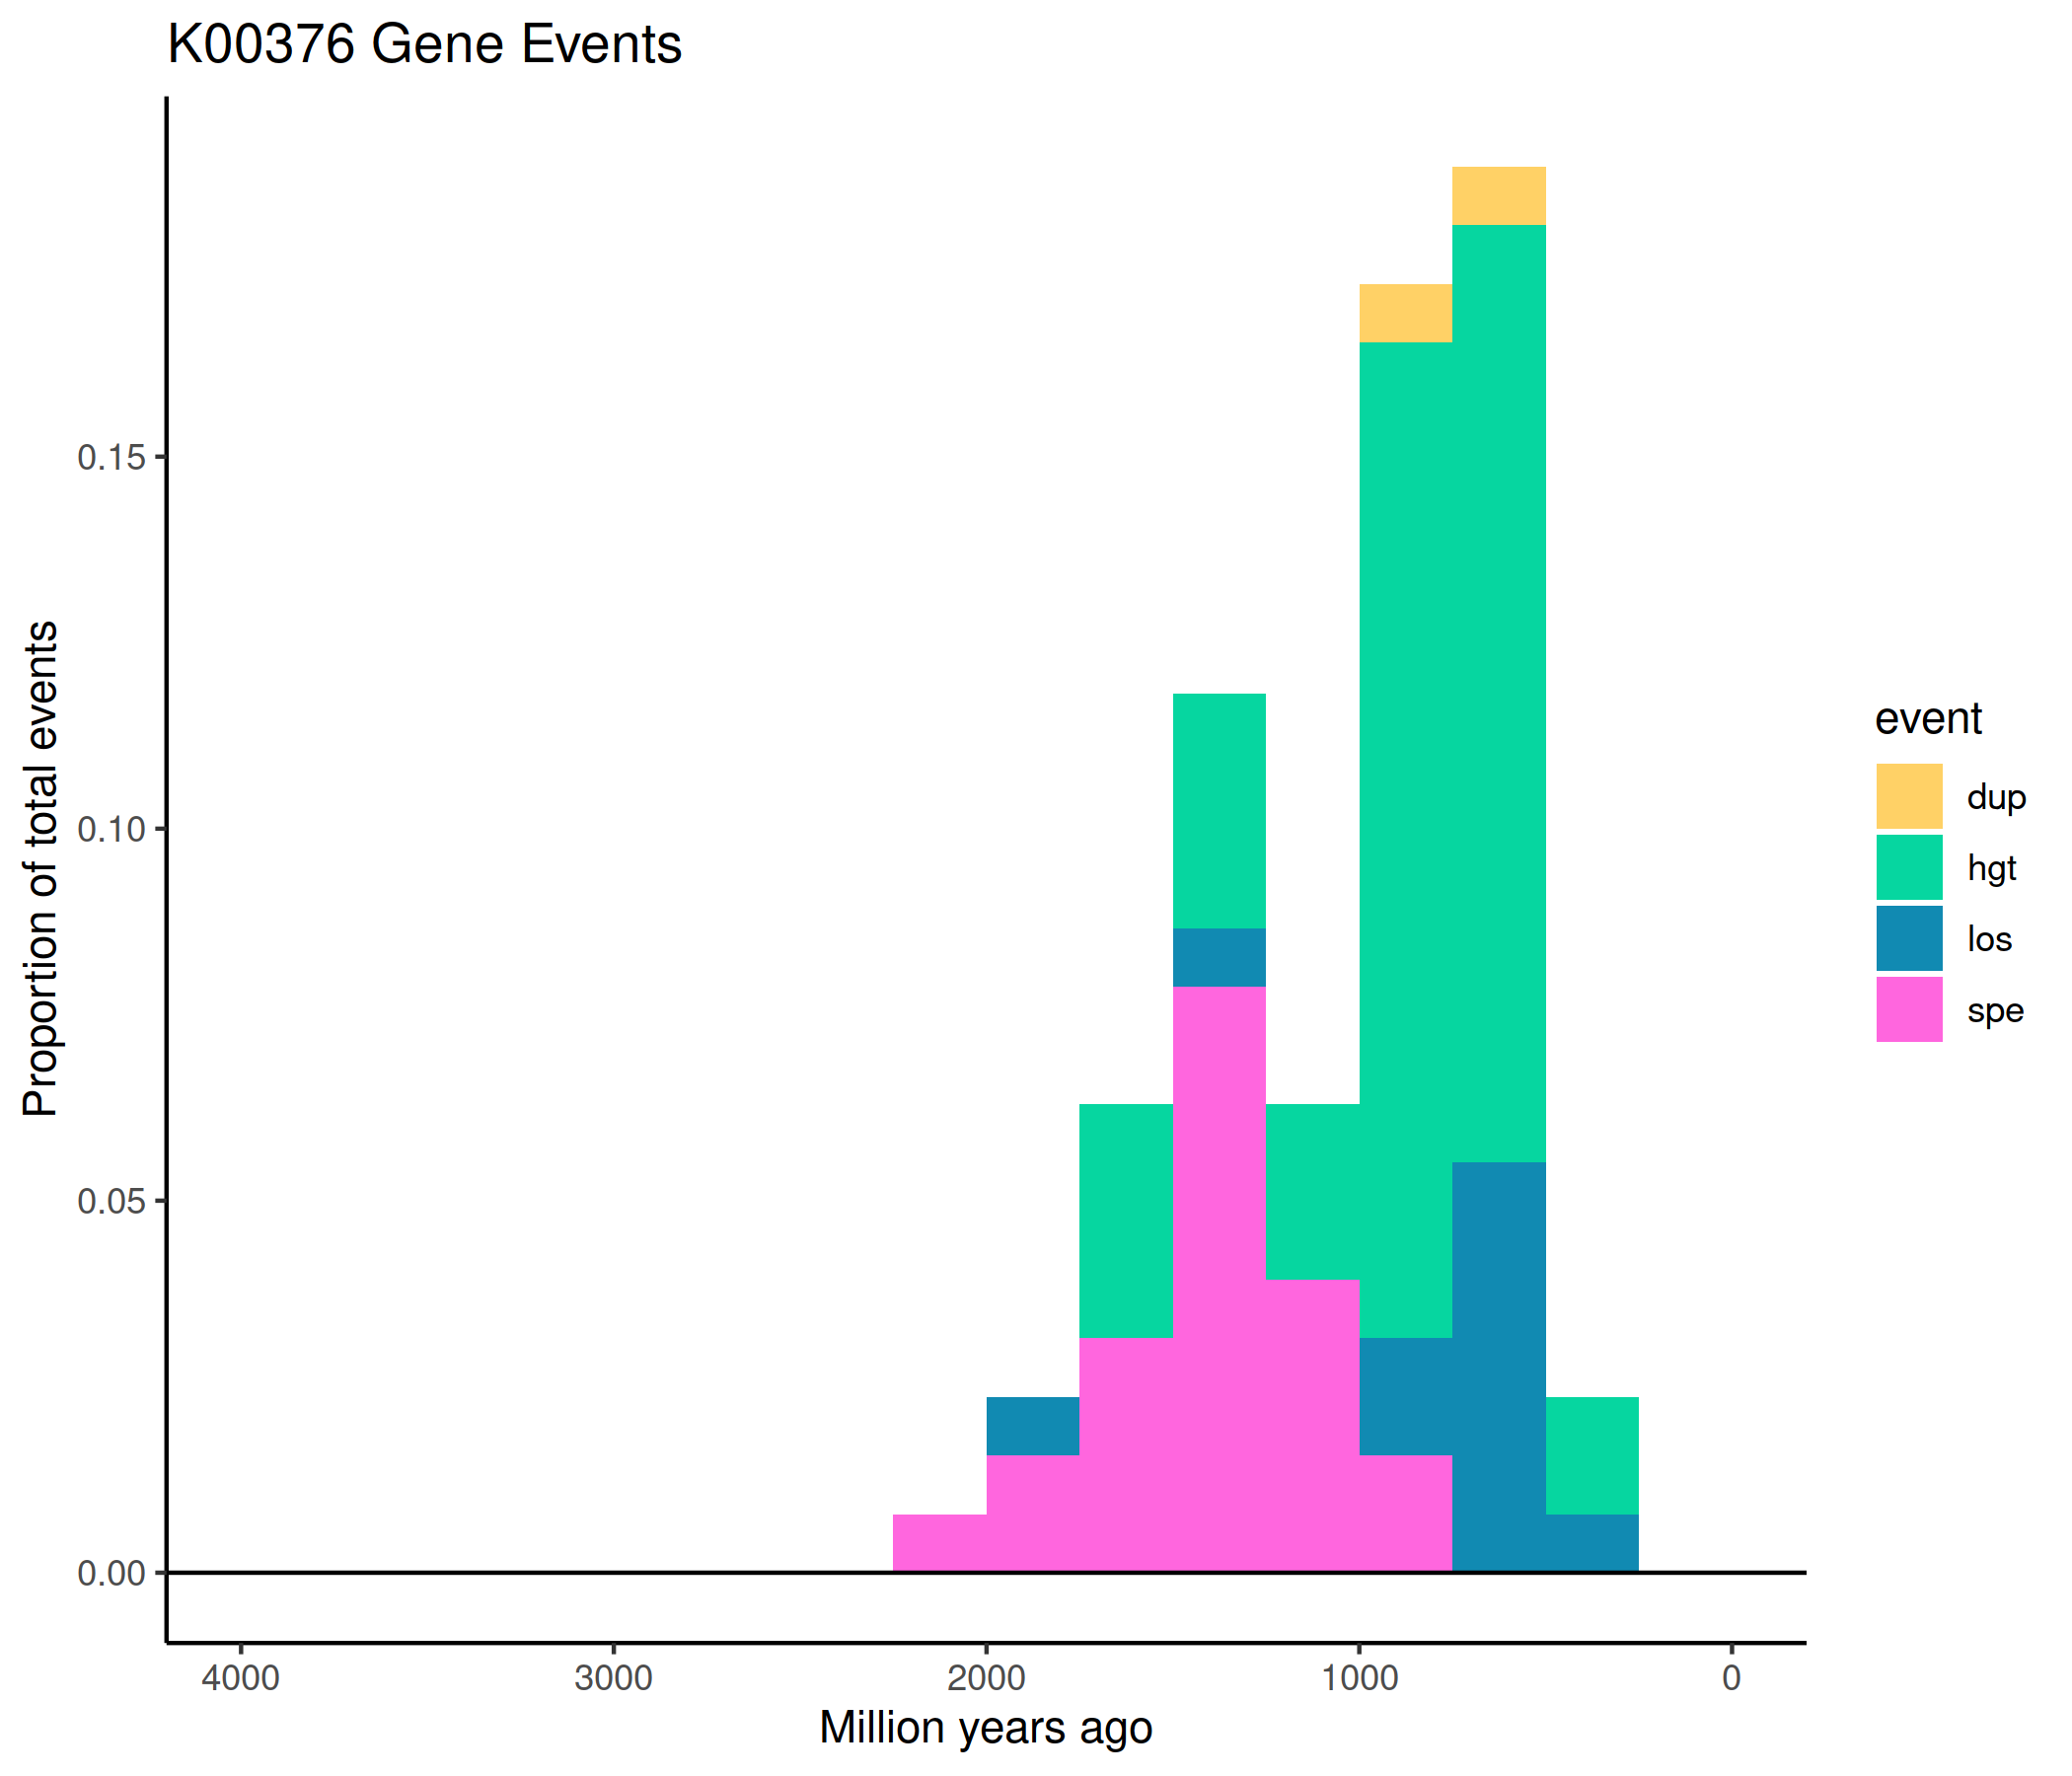 K00376 Gene Events
Proportion of total events
0.15
0.10
0.05
0.00
4000 3000 2000 1000 0
Million years ago
event
dup
hgt
los
spe